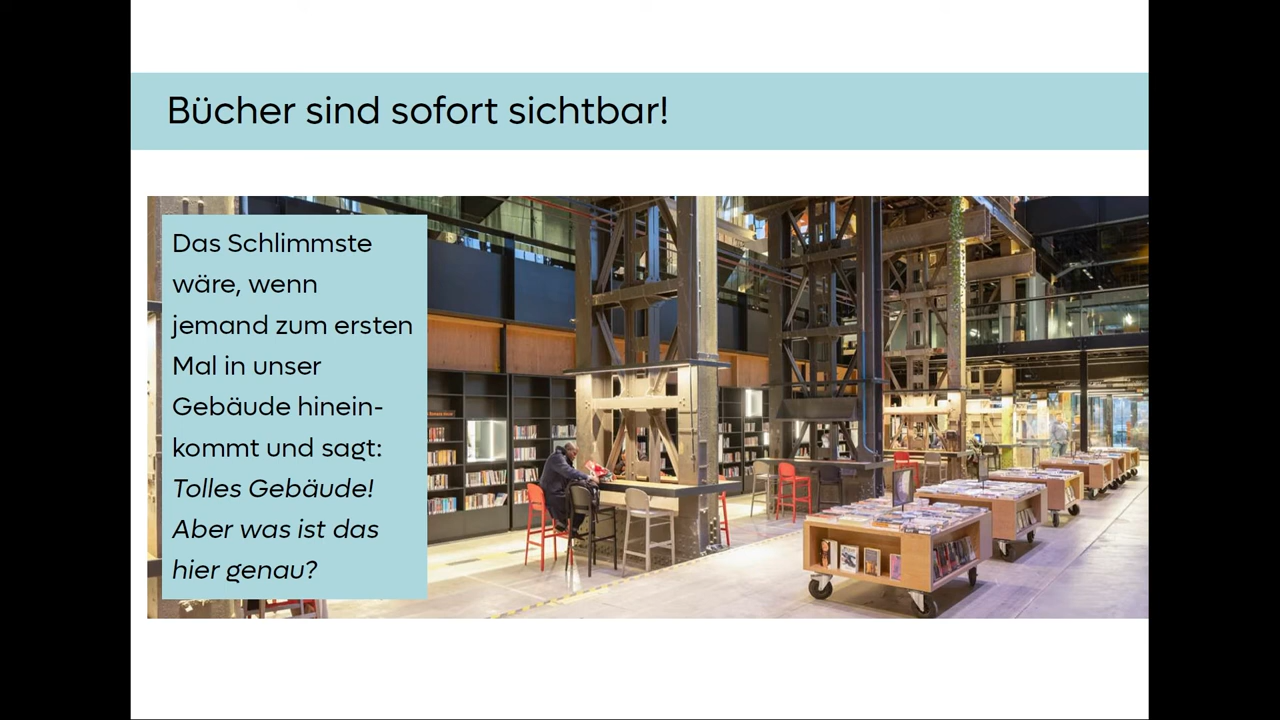 Bücher sind sofort sichtbar!
Das Schlimmste
wäre, wenn
jemand zum ersten
Mal in unser
Gebäude hinein-
kommt und sagt:
Tolles Gebäude!
Aber was ist das
hier genau?